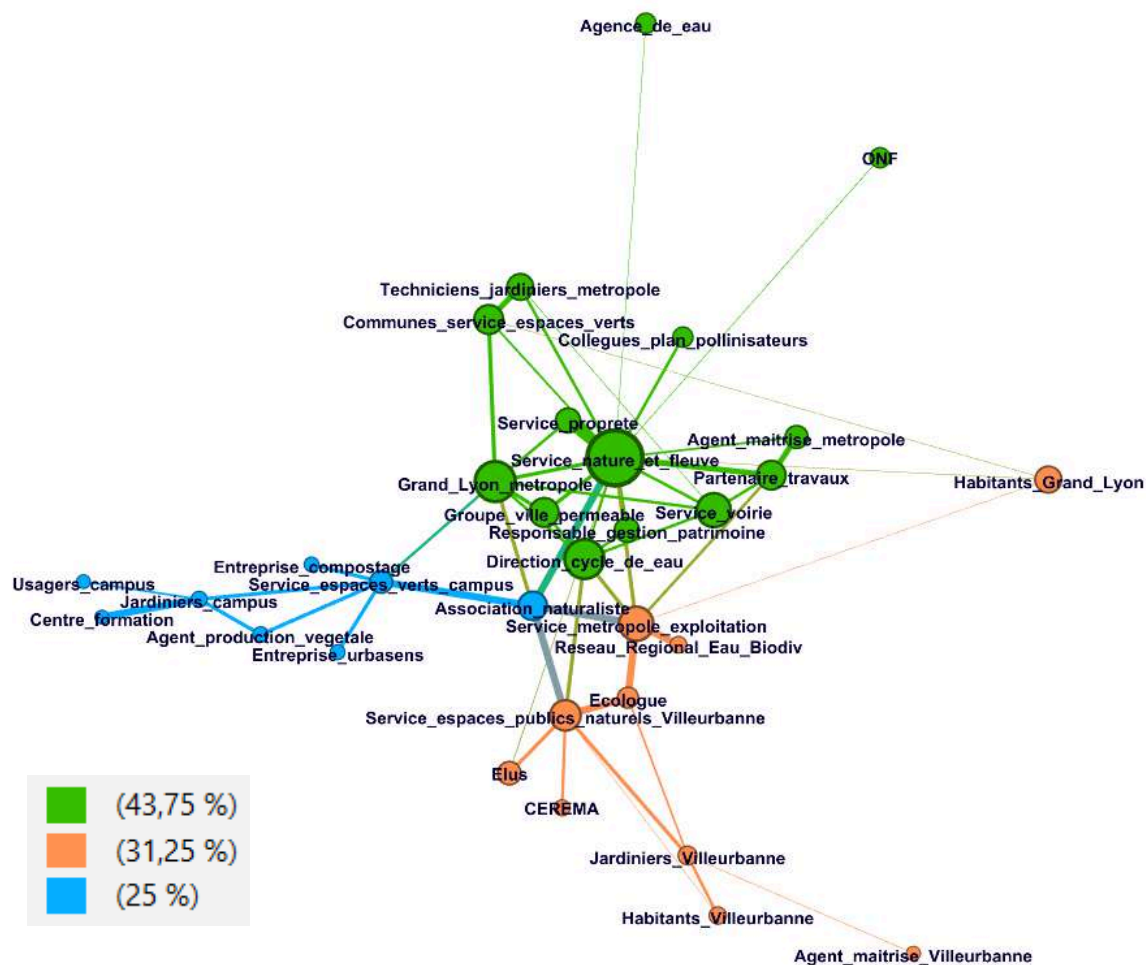 Agence_de_eau
ONF
Techniciens_jardiniers_metropole
Communes_service_espaces_verts
Collegues_plan_pollinisateurs
Service_proprete
Agent_maitrise_metropole
Service_nature_et_fleuve
Partenaire_travaux
Grand_Lyon_metropole
Habitants_Grand_Lyon
Groupe_ville_permeable
Service_voirie
Responsable_gestion_patrimoine
Direction_cycle_de_eau
Entreprise_compostage
Usagers_campus
Service_espaces_verts_campus
Jardiniers_campus
Association_naturaliste
Centre_formation
Service_metropole_exploitation
Agent_production_vegetale
Reseau_Regional_Eau_Biodiv
Entreprise_urbasens
Ecologue
Service_espaces_publics_naturels_Villeurbanne
Elus
CEREMA
Jardiniers_Villeurbanne
Habitants_Villeurbanne
Agent_maitrise_Villeurbanne
(43,75 %)
(31,25 %)
(25 %)